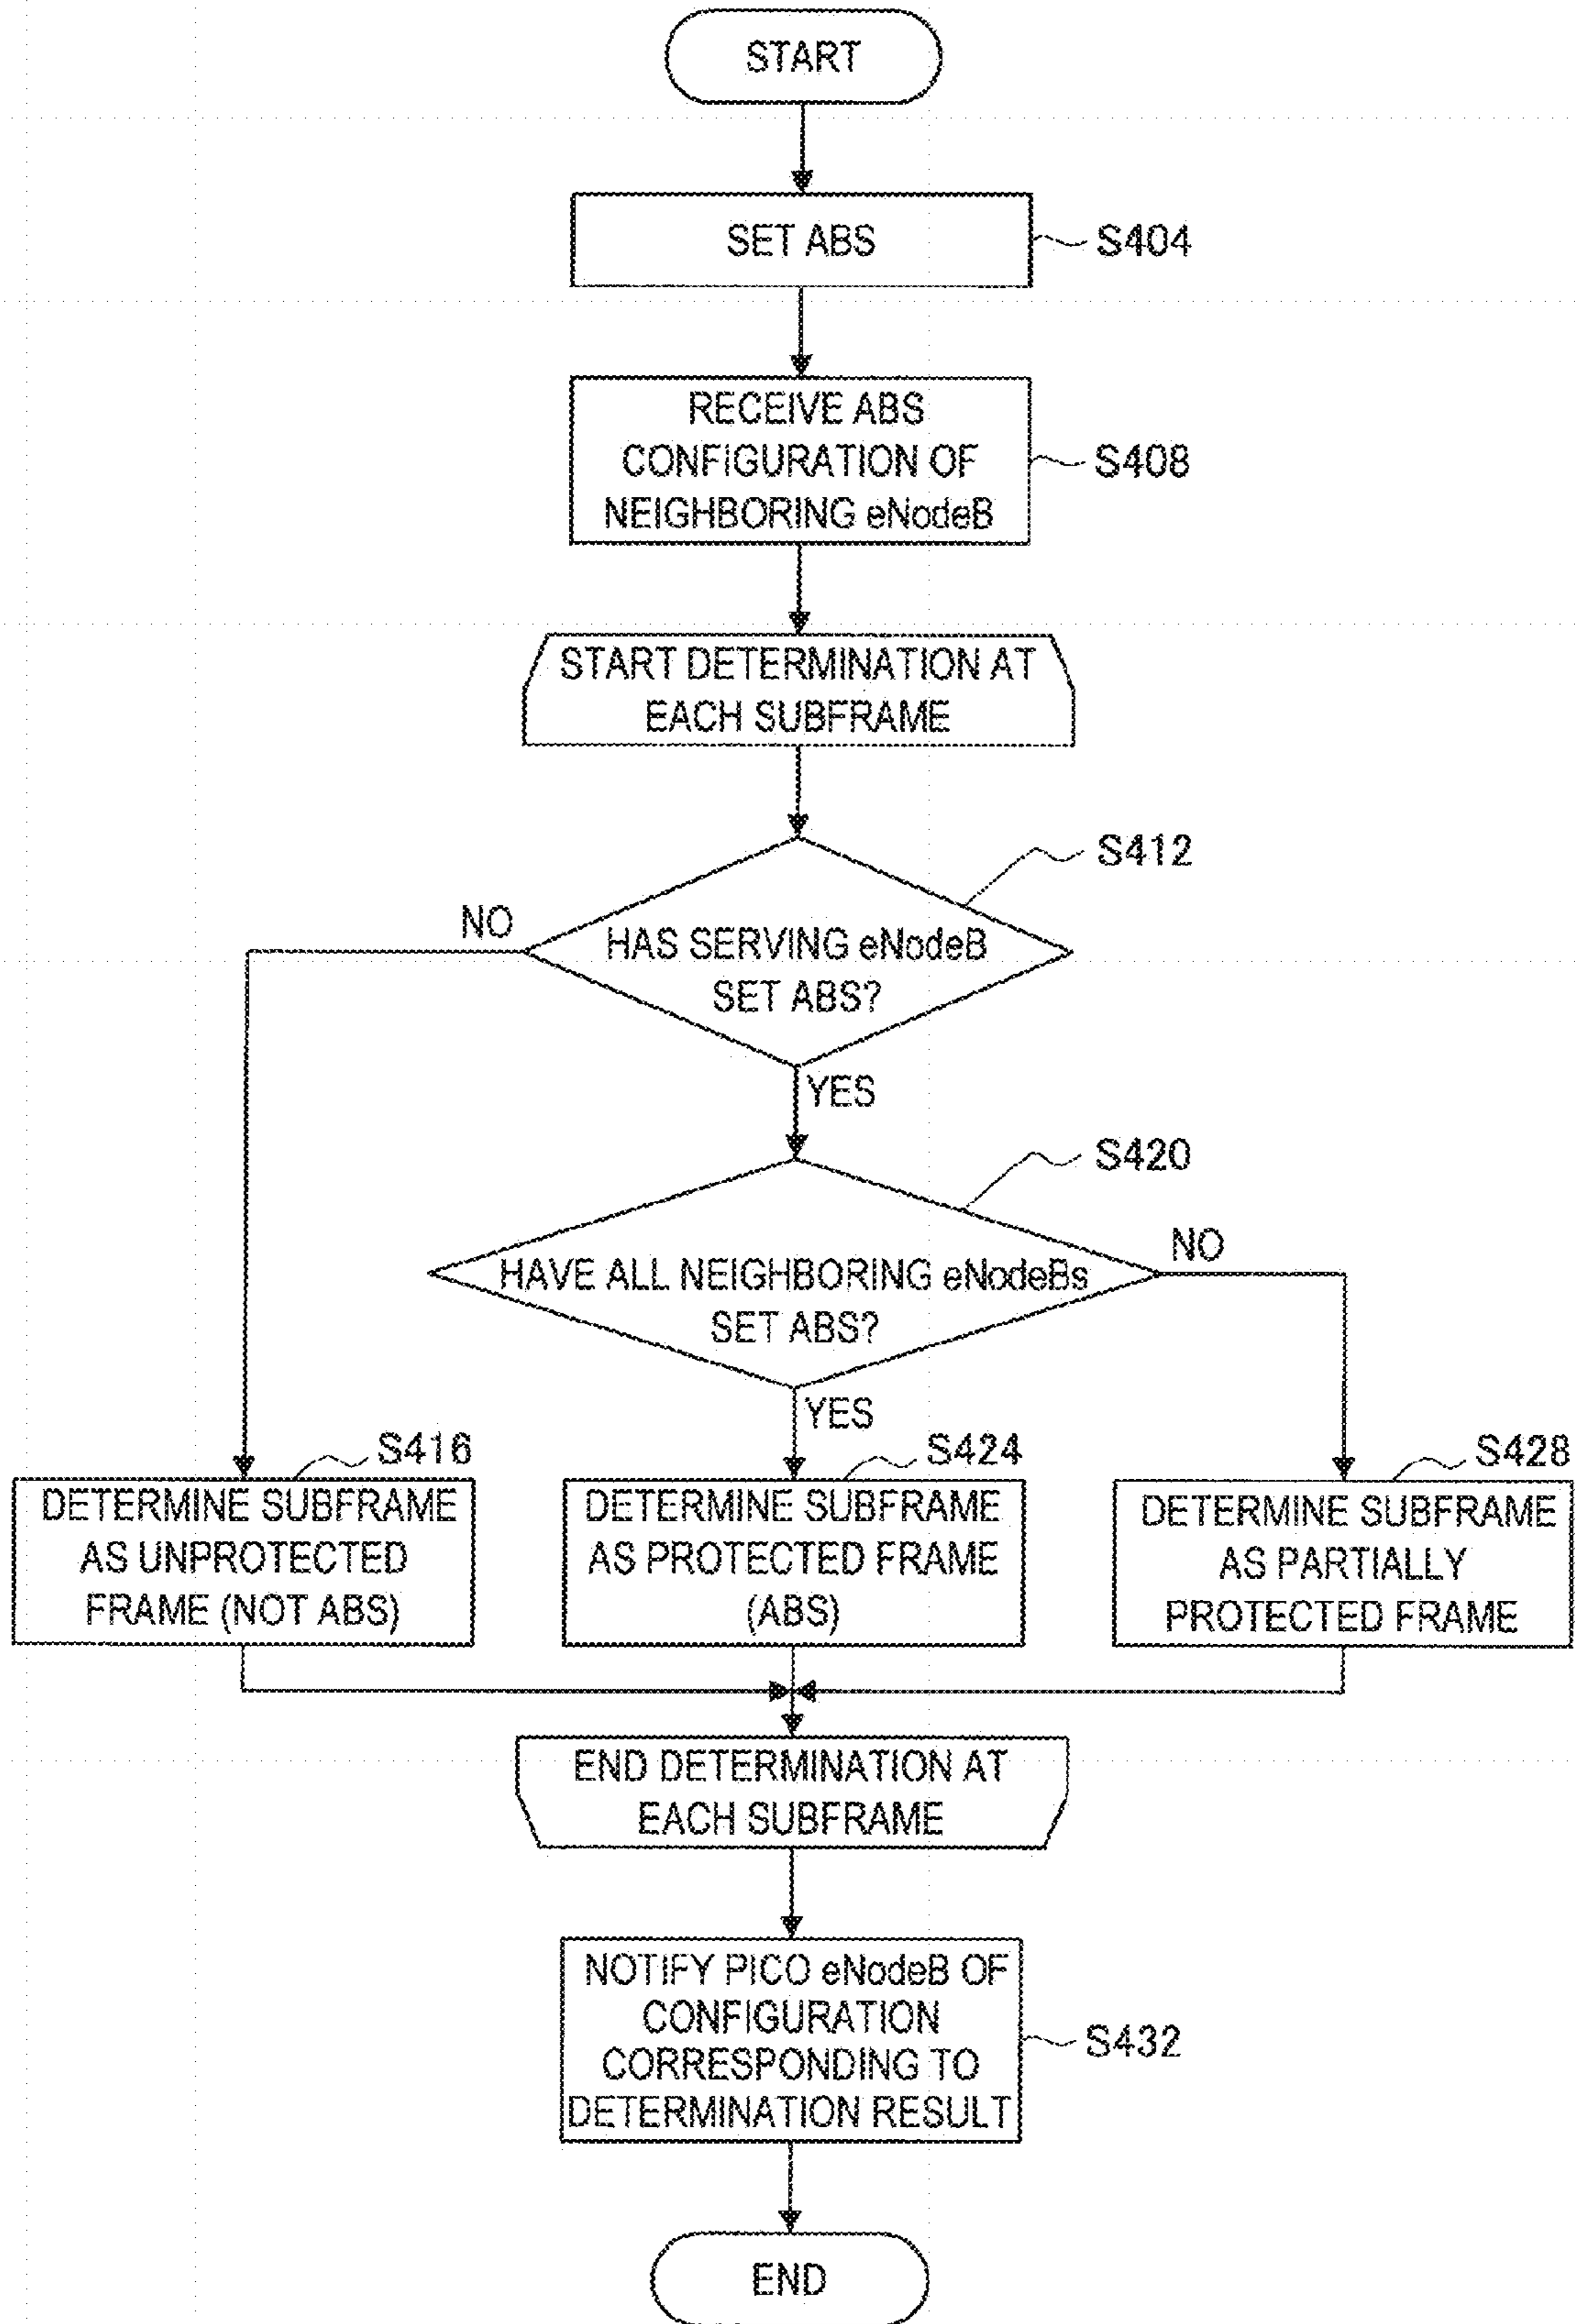 START
SET ABS
S404
RECEIVE ABS
CONFIGURATION OF
NEIGHBORING eNodeB
S408
START DETERMINATION AT
EACH SUBFRAME
S412
NO
HAS SERVING eNodeB
SET ABS?
YES
S420
NO
HAVE ALL NEIGHBORING eNodeBs
SET ABS?
YES
S416
DETERMINE SUBFRAME
AS UNPROTECTED
FRAME (NOT ABS)
S424
DETERMINE SUBFRAME
AS PROTECTED FRAME
(ABS)
S428
DETERMINE SUBFRAME
AS PARTIALLY
PROTECTED FRAME
END DETERMINATION AT
EACH SUBFRAME
NOTIFY PICO eNodeB OF
CONFIGURATION
CORRESPONDING TO
DETERMINATION RESULT
S432
END